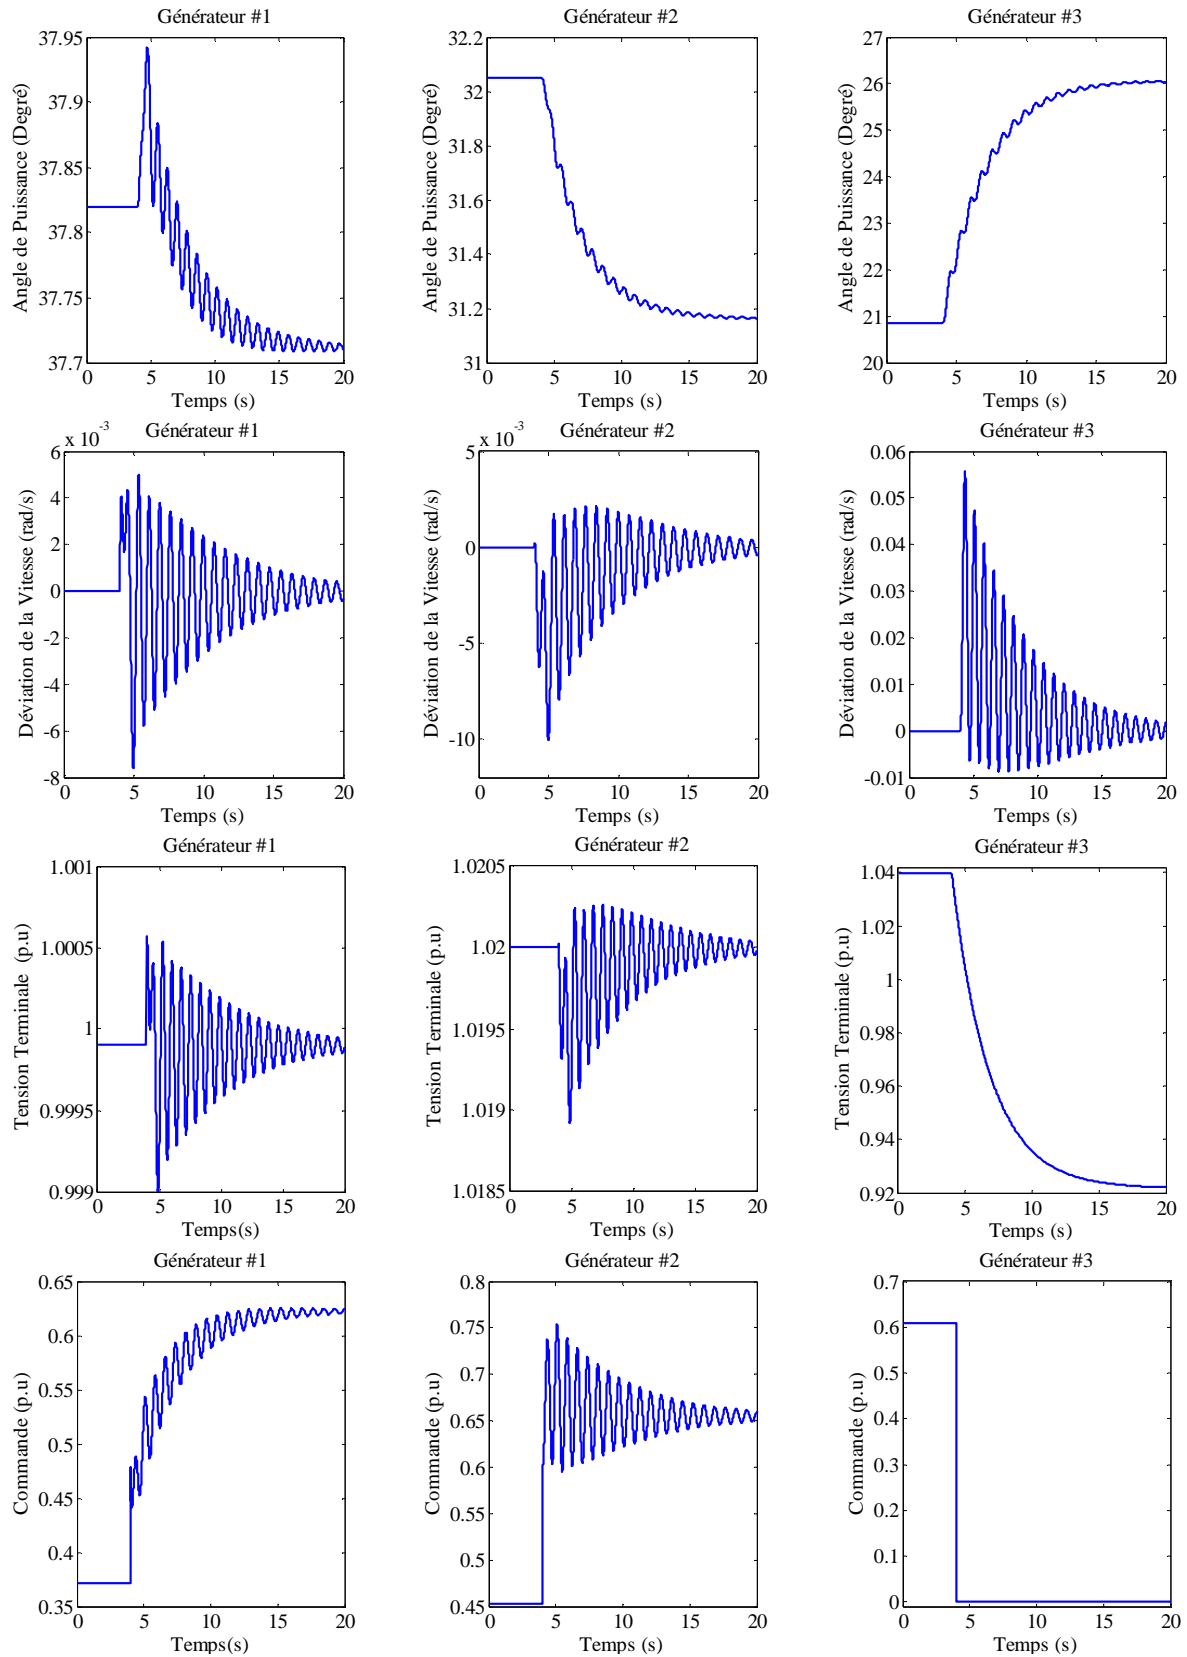 Générateur #1
Générateur #2
Générateur #3
Angle de Puissance (Degré)
37.95
37.9
37.85
37.8
37.75
37.7
0 5 10 15 20
Temps (s)
Angle de Puissance (Degré)
32.2
32
31.8
31.6
31.4
31.2
31
0 5 10 15 20
Temps (s)
Angle de Puissance (Degré)
27
26
25
24
23
22
21
20
0 5 10 15 20
Temps (s)
Générateur #1
Générateur #2
Générateur #3
x 10-3
Déviation de la Vitesse (rad/s)
6
4
2
0
-2
-4
-6
-8
0 5 10 15 20
Temps (s)
x 10-3
Déviation de la Vitesse (rad/s)
5
0
-5
-10
0 5 10 15 20
Temps (s)
Déviation de la Vitesse (rad/s)
0.06
0.05
0.04
0.03
0.02
0.01
0
-0.01
0 5 10 15 20
Temps (s)
Générateur #1
Générateur #2
Générateur #3
Tension Terminale (p.u)
1.001
1.0005
1
0.9995
0.999
0 5 10 15 20
Temps(s)
Tension Terminale (p.u)
1.0205
1.02
1.0195
1.019
1.0185
0 5 10 15 20
Temps (s)
Tension Terminale (p.u)
1.04
1.02
1
0.98
0.96
0.94
0.92
0 5 10 15 20
Temps (s)
Générateur #1
Générateur #2
Générateur #3
Commande (p.u)
0.65
0.6
0.55
0.5
0.45
0.4
0.35
0 5 10 15 20
Temps(s)
Commande (p.u)
0.8
0.75
0.7
0.65
0.6
0.55
0.5
0.45
0 5 10 15 20
Temps (s)
Commande (p.u)
0.7
0.6
0.5
0.4
0.3
0.2
0.1
0
0 5 10 15 20
Temps (s)